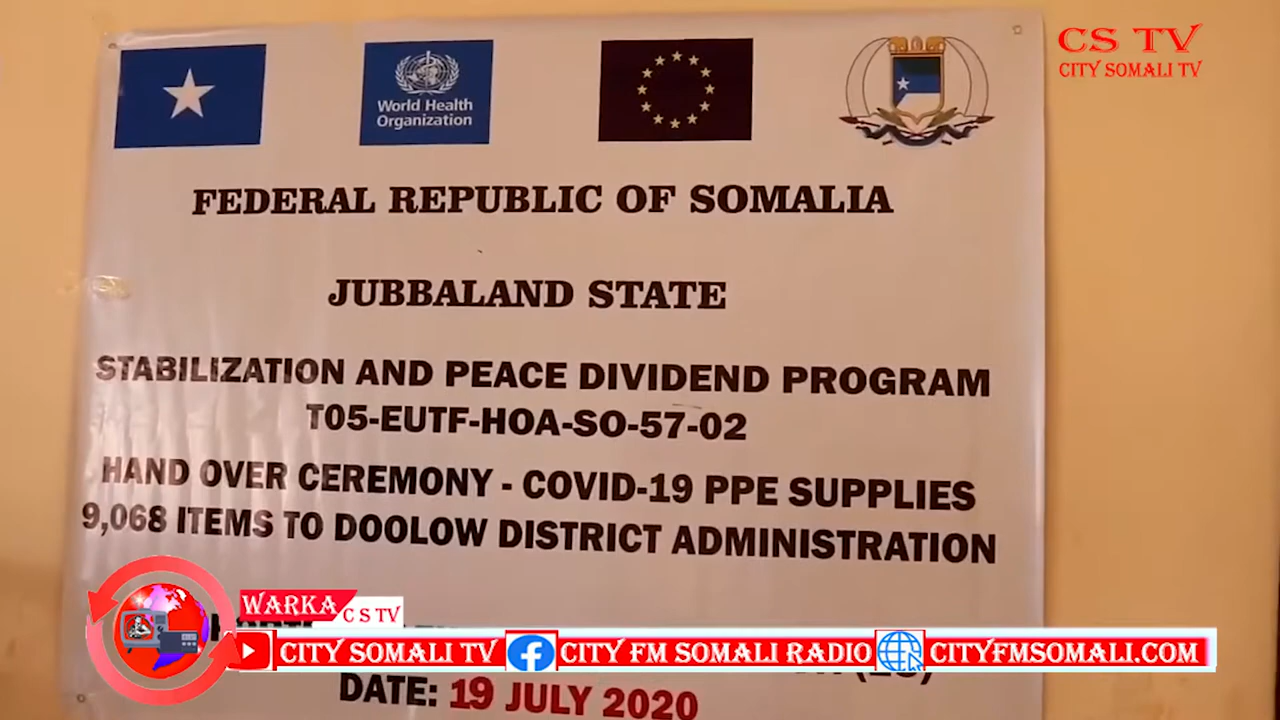 CS TV
CITY SOMALI TV
World Health
Organization
FEDERAL REPUBLIC OF SOMALIA
JUBBALAND STATE
STABILIZATION AND PEACE DIVIDEND PROGRAM
T05-EUTF-HOA-SO-57-02
HAND OVER CEREMONY - COVID-19 PPE SUPPLIES
9,068 ITEMS TO DOOLOW DISTRICT ADMINISTRATION
WARKA
CS TV
CITY SOMALI TV CITY FM SOMALI RADIO CITYFMSOMALI.COM
DATE: 19 JULY 2020